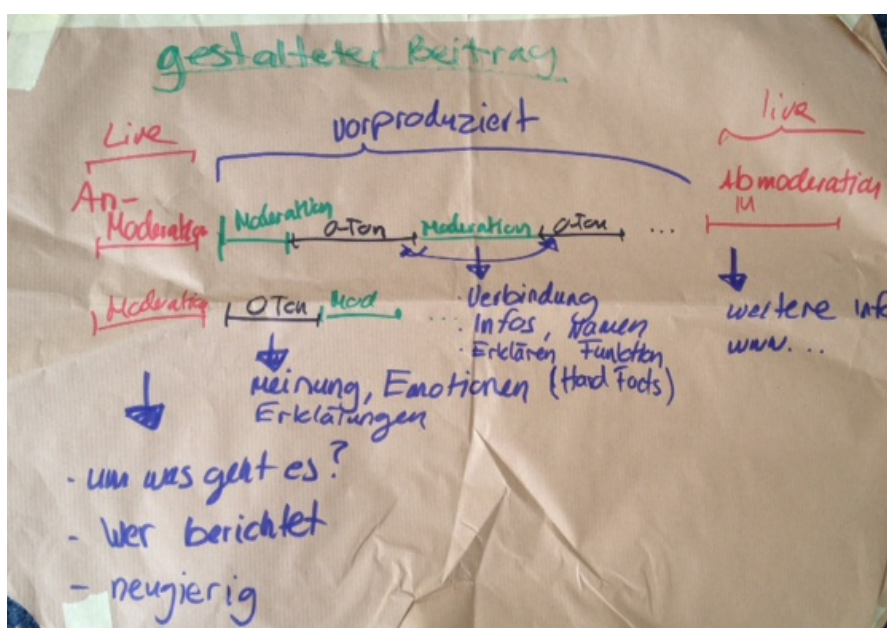 gestalteter Beitrag
Live
vorproduziert
live
An-
Moderation
Moderation
O-Ton
Moderation
O-Ton
...
Abmoderation
Moderation
O Ton
Mod
....
· Verbindung
· Infos, Namen
· Erklären Funktion
weitere Info
www...
Meinung, Emotionen (Hard Facts)
Erklärungen
- um was geht es?
- Wer berichtet
- neugierig